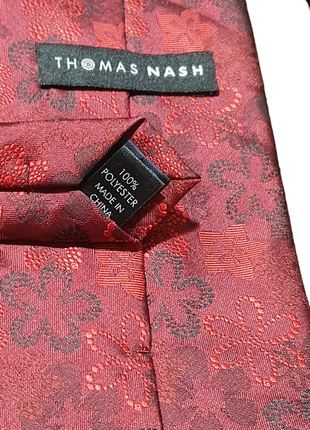 THOMAS NASH
100%
POLYESTER
MADE IN
CHINA